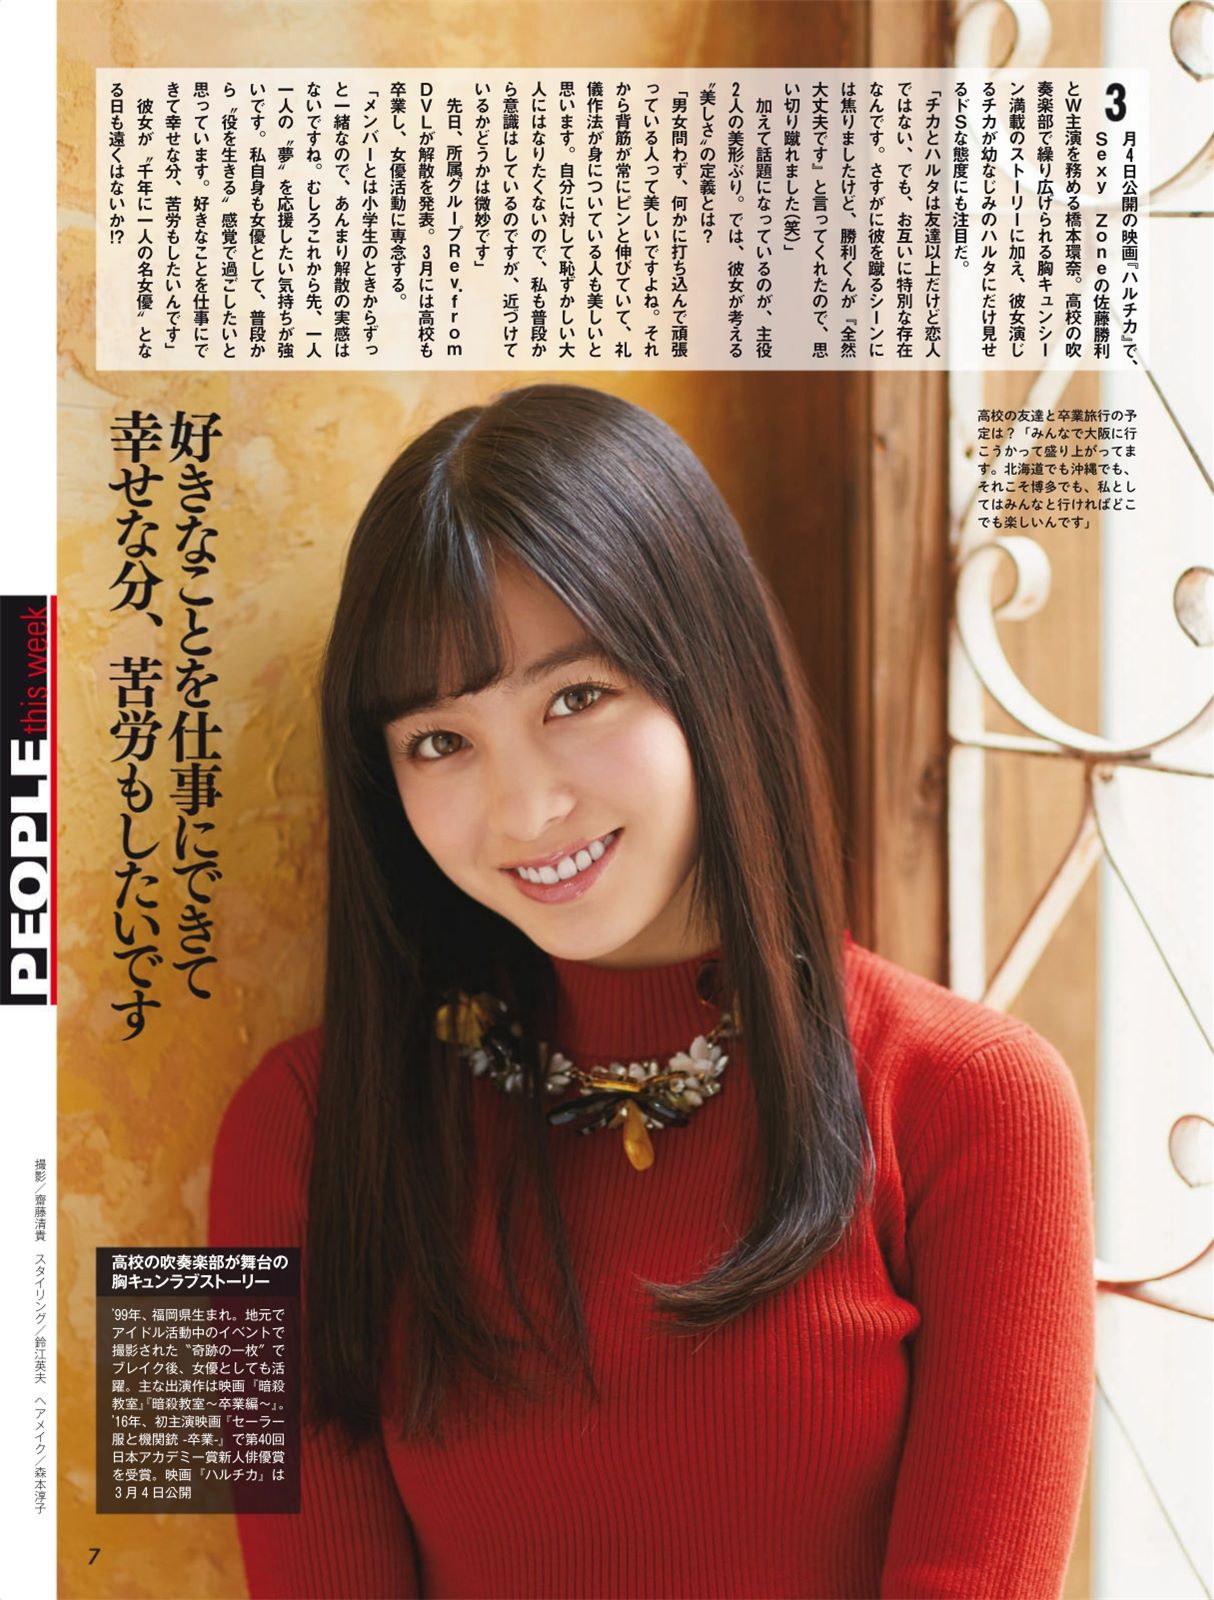 3月4日公開の映画『ハルチカ』で、
Sexy Zoneの佐藤勝利
とW主演を務める橋本環奈。高校の吹
奏楽部で繰り広げられる胸キュンシー
ン満載のストーリーに加え、彼女演じ
るチカが幼なじみのハルタにだけ見せ
るドSな態度にも注目だ。
「チカとハルタは友達以上だけど恋人
ではない、でも、お互いに特別な存在
なんです。さすがに彼を蹴るシーンに
は焦りましたけど、勝利くんが『全然
大丈夫です』と言ってくれたので、思
い切り蹴れました（笑）」
加えて話題になっているのが、主役
2人の美形ぶり。では、彼女が考える
〝美しさ〟の定義とは？
「男女問わず、何かに打ち込んで頑張
っている人って美しいですよね。それ
から背筋が常にピンと伸びていて、礼
儀作法が身についている人も美しいと
思います。自分に対して恥ずかしい大
人にはなりたくないので、私も普段か
ら意識はしているのですが、近づけて
いるかどうかは微妙です」
先日、所属グループRev.from
DVLが解散を発表。3月には高校も
卒業し、女優活動に専念する。
「メンバーとは小学生のときからずっ
と一緒なので、あんまり解散の実感は
ないですね。むしろこれから先、一人
一人の〝夢〟を応援したい気持ちが強
いです。私自身も女優として、普段か
ら〝役を生きる〟感覚で過ごしたいと
思っています。好きなことを仕事にで
きて幸せな分、苦労もしたいんです」
彼女が〝千年に一人の名女優〟とな
る日も遠くはないか!?
高校の友達と卒業旅行の予
定は？「みんなで大阪に行
こうかって盛り上がってま
す。北海道でも沖縄でも、
それこそ博多でも、私とし
てはみんなと行ければどこ
でも楽しいんです」
好きなことを仕事にできて
幸せな分、苦労もしたいです
PEOPLE this week
高校の吹奏楽部が舞台の
胸キュンラブストーリー
'99年、福岡県生まれ。地元で
アイドル活動中のイベントで
撮影された〝奇跡の一枚〟で
ブレイク後、女優としても活
躍。主な出演作は映画『暗殺
教室』『暗殺教室〜卒業編〜』。
'16年、初主演映画『セーラー
服と機関銃 -卒業-』で第40回
日本アカデミー賞新人俳優賞
を受賞。映画『ハルチカ』は
3月4日公開
撮影／齋藤清貴　スタイリング／鈴江英夫　ヘアメイク／森本淳子
7